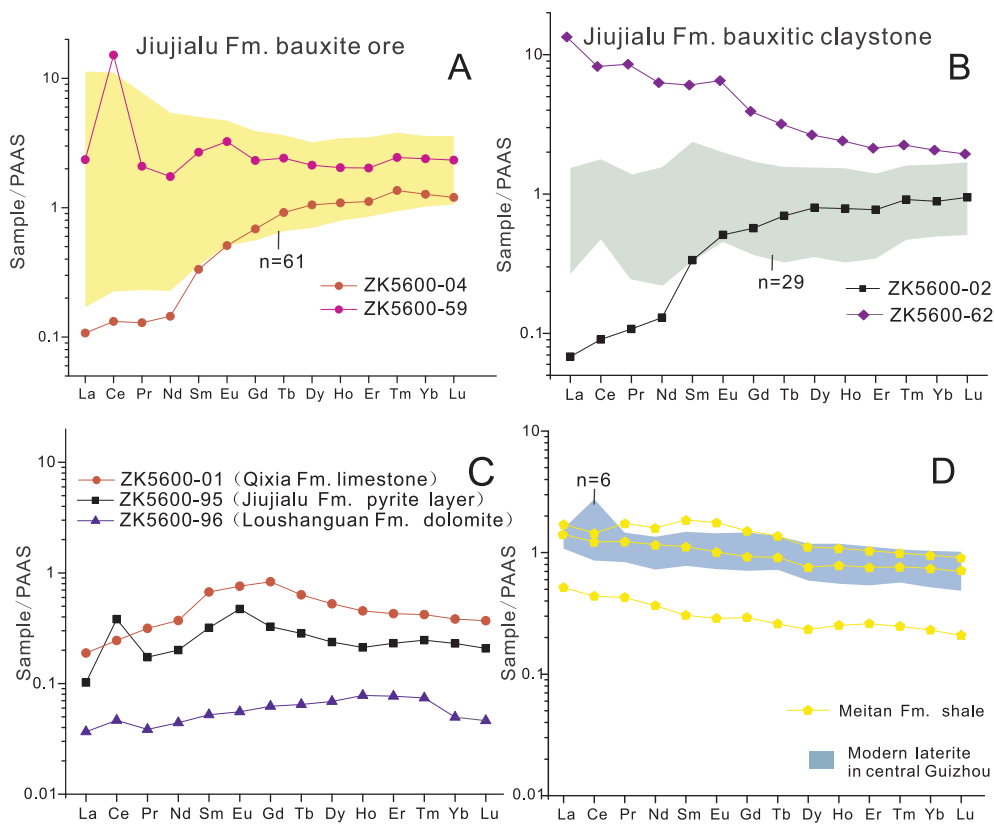 Jiujialu Fm. bauxite ore
A
10
1
0.1
Sample/PAAS
n=61
ZK5600-04
ZK5600-59
La Ce Pr Nd Sm Eu Gd Tb Dy Ho Er Tm Yb Lu
Jiujialu Fm. bauxitic claystone
B
10
1
0.1
Sample/PAAS
n=29
ZK5600-02
ZK5600-62
La Ce Pr Nd Sm Eu Gd Tb Dy Ho Er Tm Yb Lu
C
ZK5600-01（Qixia Fm. limestone）
ZK5600-95（Jiujialu Fm. pyrite layer）
ZK5600-96（Loushanguan Fm. dolomite）
10
1
0.1
0.01
Sample/PAAS
La Ce Pr Nd Sm Eu Gd Tb Dy Ho Er Tm Yb Lu
D
n=6
10
1
0.1
0.01
Sample/PAAS
Meitan Fm. shale
Modern laterite
in central Guizhou
La Ce Pr Nd Sm Eu Gd Tb Dy Ho Er Tm Yb Lu